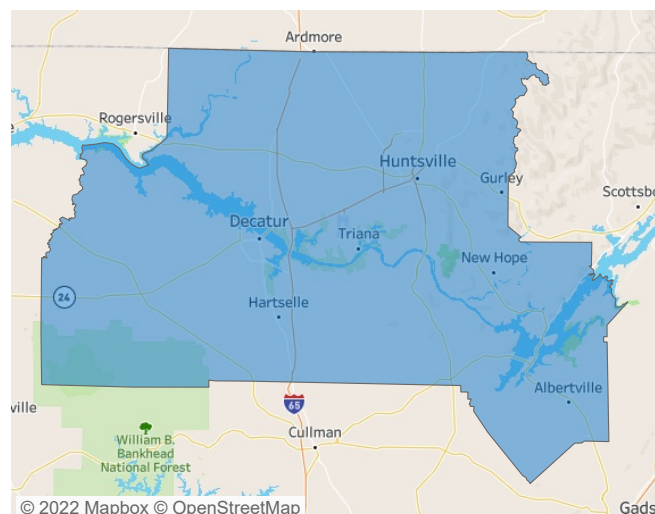 Ardmore
Rogersville
e
Huntsville
Gurley
Scottsbo
Decatur
Triana
New Hope
24
Hartselle
Albertville
65
ville
Cullman
William B.
Bankhead
National Forest
Gads
© 2022 Mapbox © OpenStreetMap